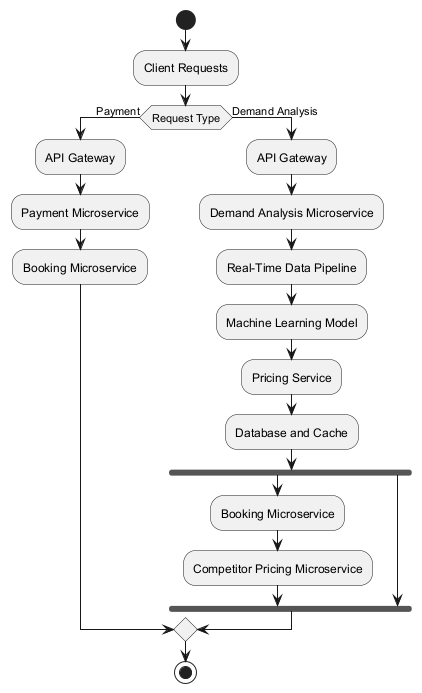 Client Requests
Payment
Request Type
Demand Analysis
API Gateway
Payment Microservice
Booking Microservice
API Gateway
Demand Analysis Microservice
Real-Time Data Pipeline
Machine Learning Model
Pricing Service
Database and Cache
Booking Microservice
Competitor Pricing Microservice